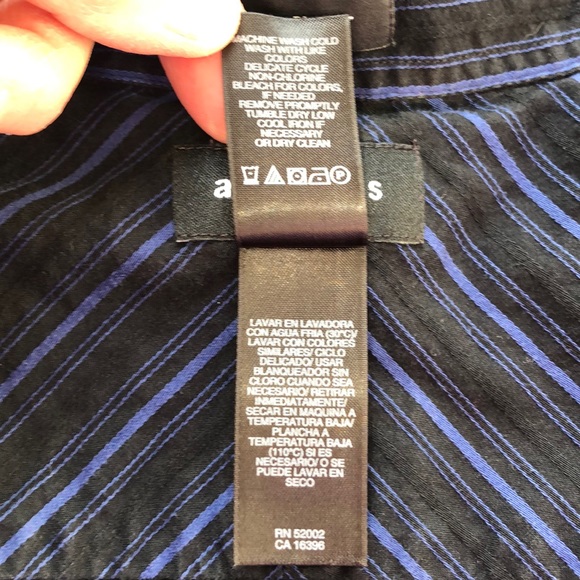 MACHINE WASH COLD
WASH WITH LIKE
COLORS
DELICATE CYCLE
NON-CHLORINE
BLEACH FOR COLORS,
IF NEEDED
REMOVE PROMPTLY
TUMBLE DRY LOW
COOL IRON IF
NECESSARY
OR DRY CLEAN
LAVAR EN LAVADORA
CON AGUA FRIA (30°C)/
LAVAR CON COLORES
SIMILARES/ CICLO
DELICADO/ USAR
BLANQUEADOR SIN
CLORO CUANDO SEA
NECESARIO/ RETIRAR
INMEDIATAMENTE/
SECAR EN MAQUINA A
TEMPERATURA BAJA/
PLANCHA A
TEMPERATURA BAJA
(110°C) SI ES
NECESARIO/ O SE
PUEDE LAVAR EN
SECO
RN 52002
CA 16396